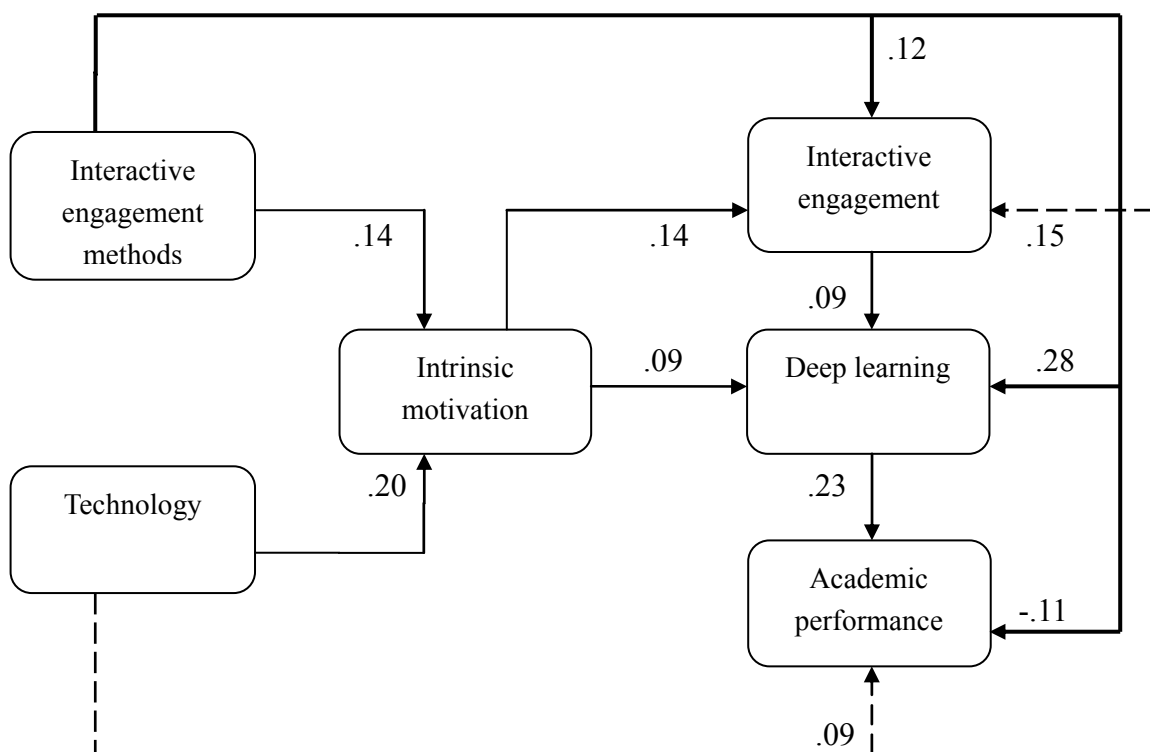 .12
Interactive
engagement
methods
Interactive
engagement
.14
.14
.15
.09
Intrinsic
motivation
.09
Deep learning
.28
Technology
.20
.23
Academic
performance
-.11
.09